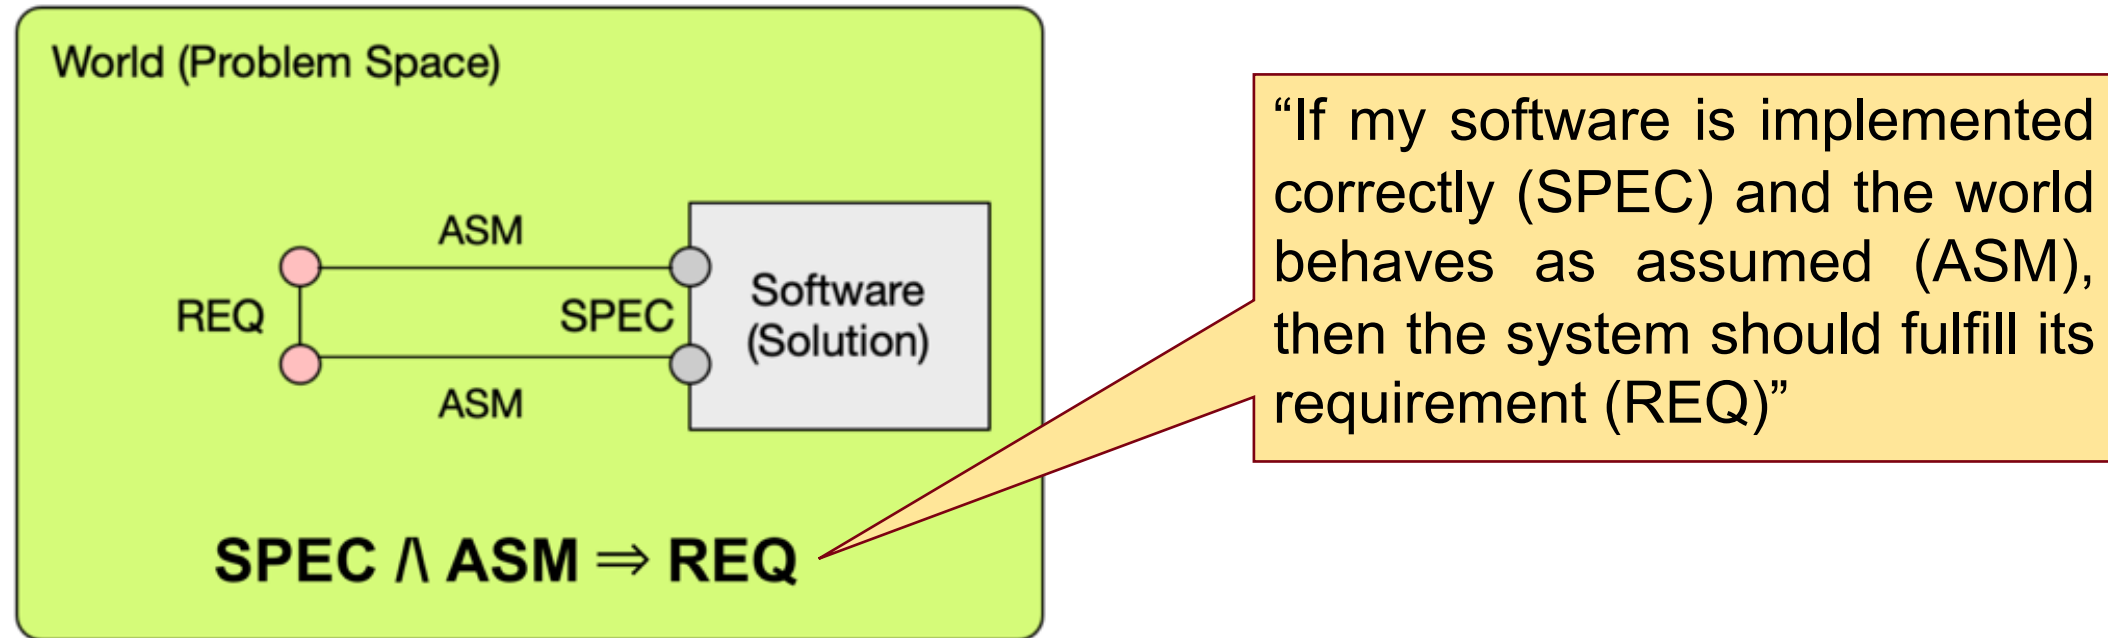 World (Problem Space)
ASM
REQ
SPEC
Software
(Solution)
ASM
SPEC /\ ASM ⇒ REQ
“If my software is implemented
correctly (SPEC) and the world
behaves as assumed (ASM),
then the system should fulfill its
requirement (REQ)”